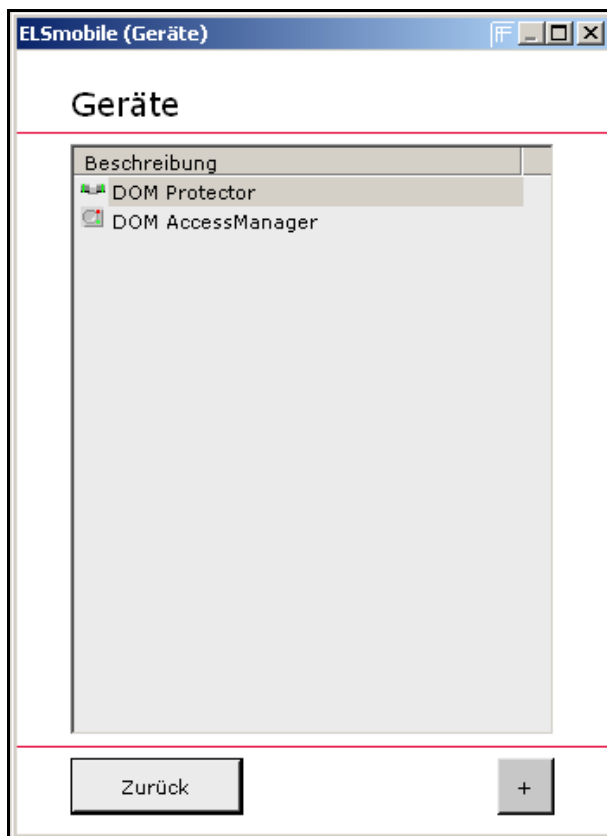 ELSmobile (Geräte)
Geräte
Beschreibung
DOM Protector
DOM AccessManager
Zurück
+